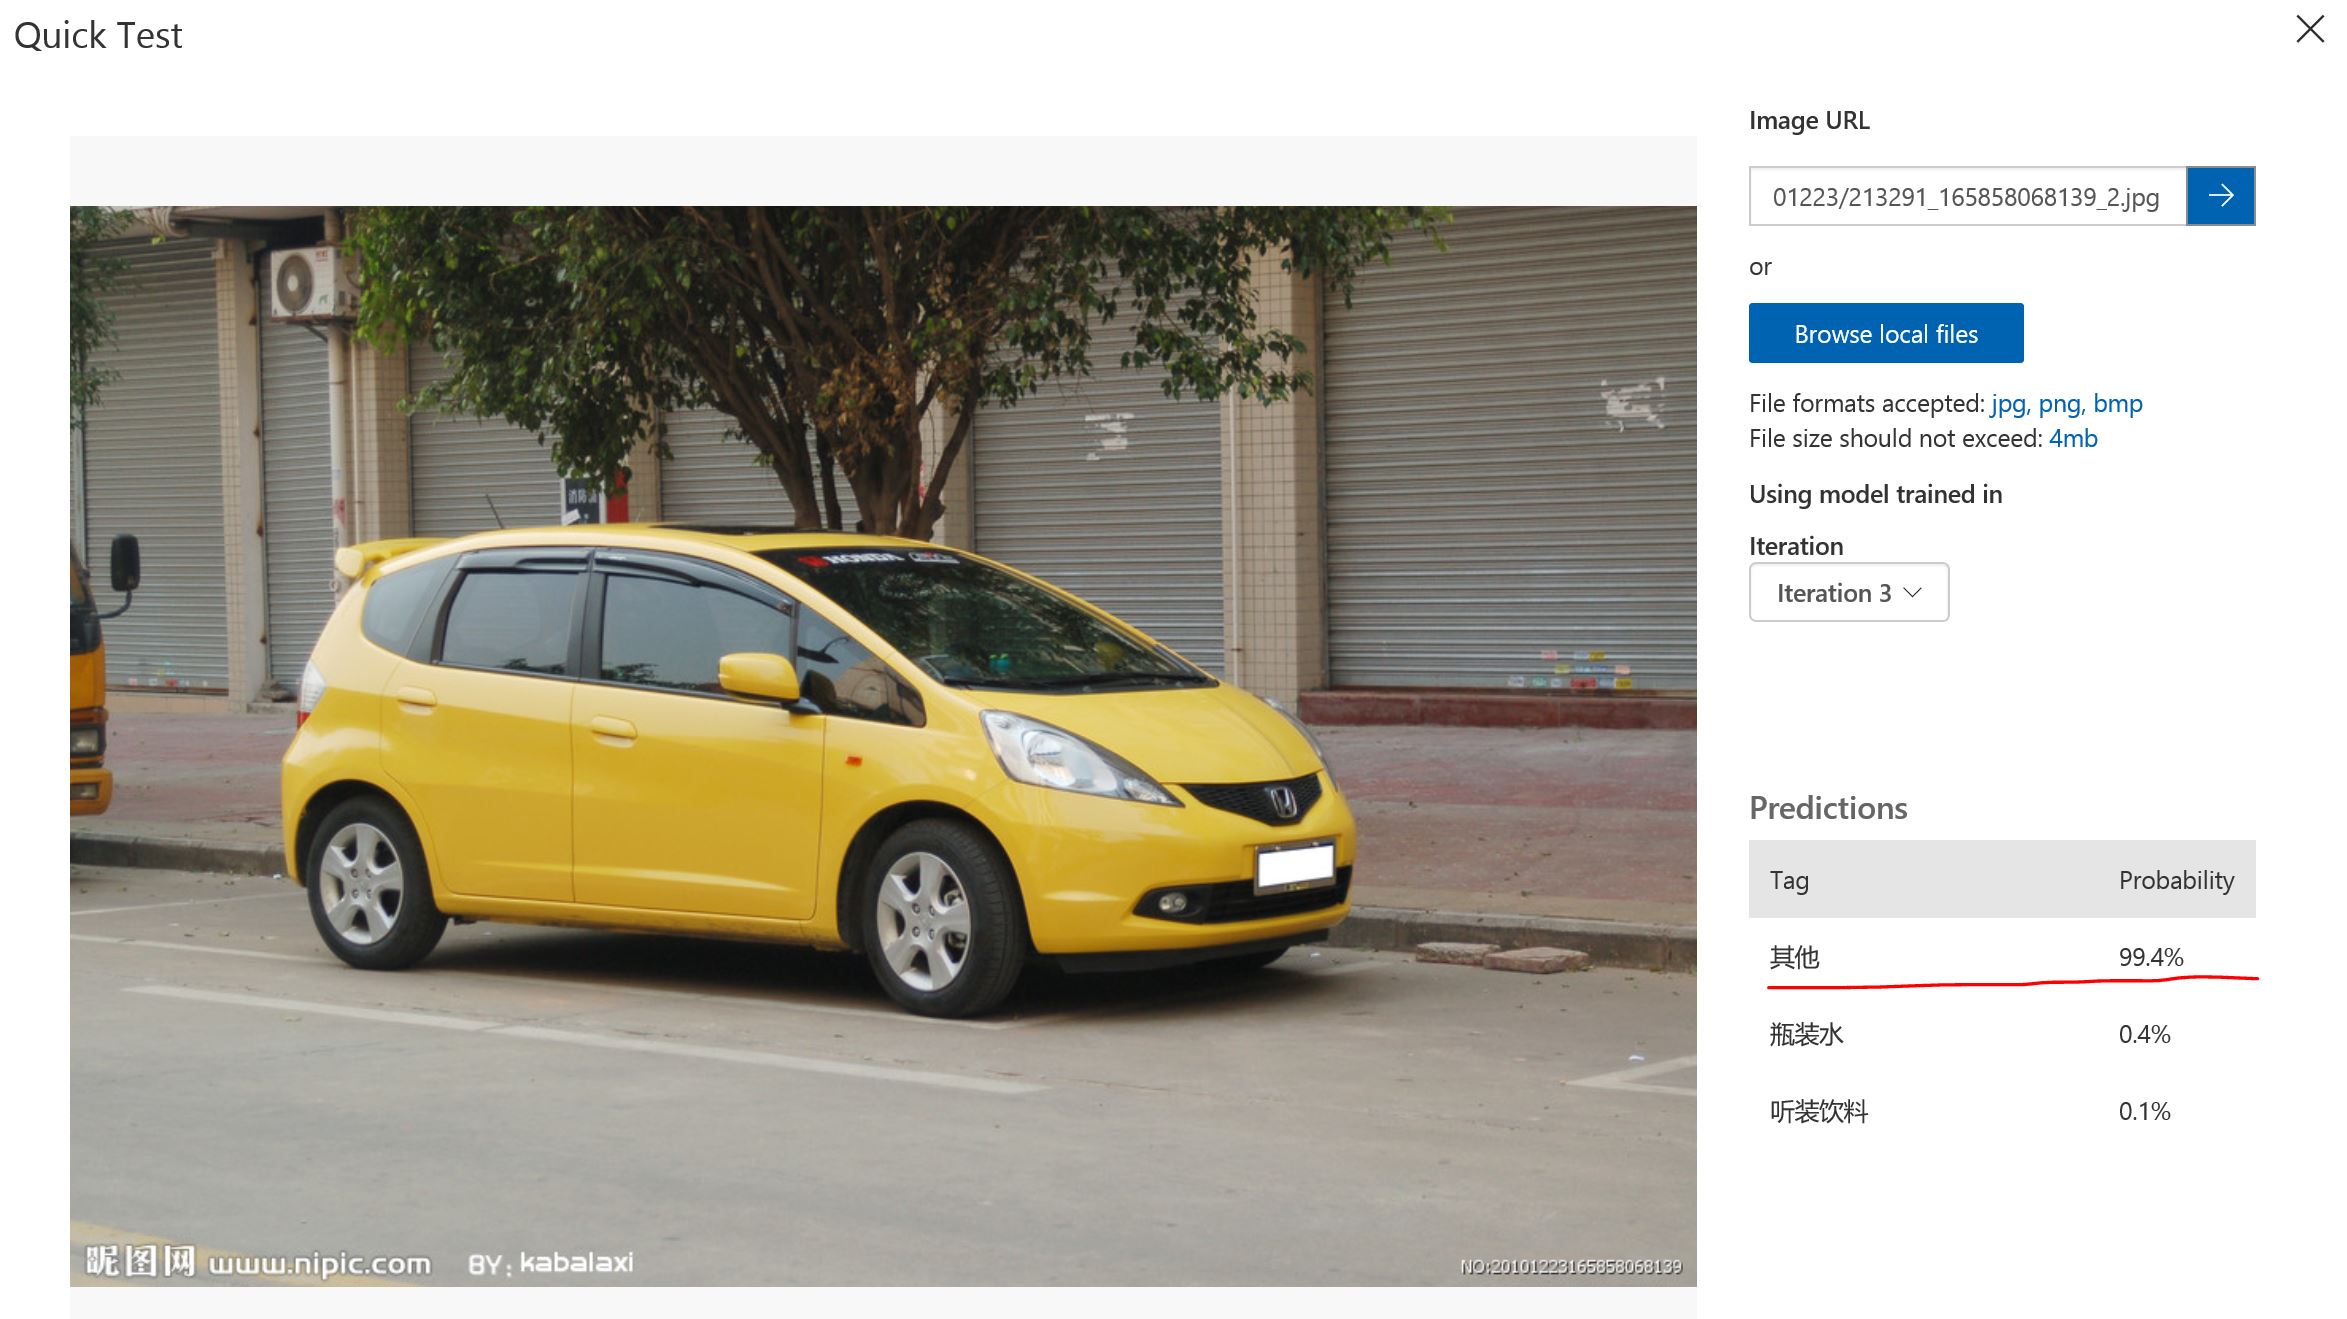 Quick Test
Image URL
01223/213291_165858068139_2.jpg
or
Browse local files
File formats accepted: jpg, png, bmp
File size should not exceed: 4mb
Using model trained in
Iteration
Iteration 3
Predictions
Tag Probability
其他 99.4%
瓶装水 0.4%
听装饮料 0.1%
HONDA
昵图网 www.nipic.com BY: kabalaxi
NO:20101223165858068139